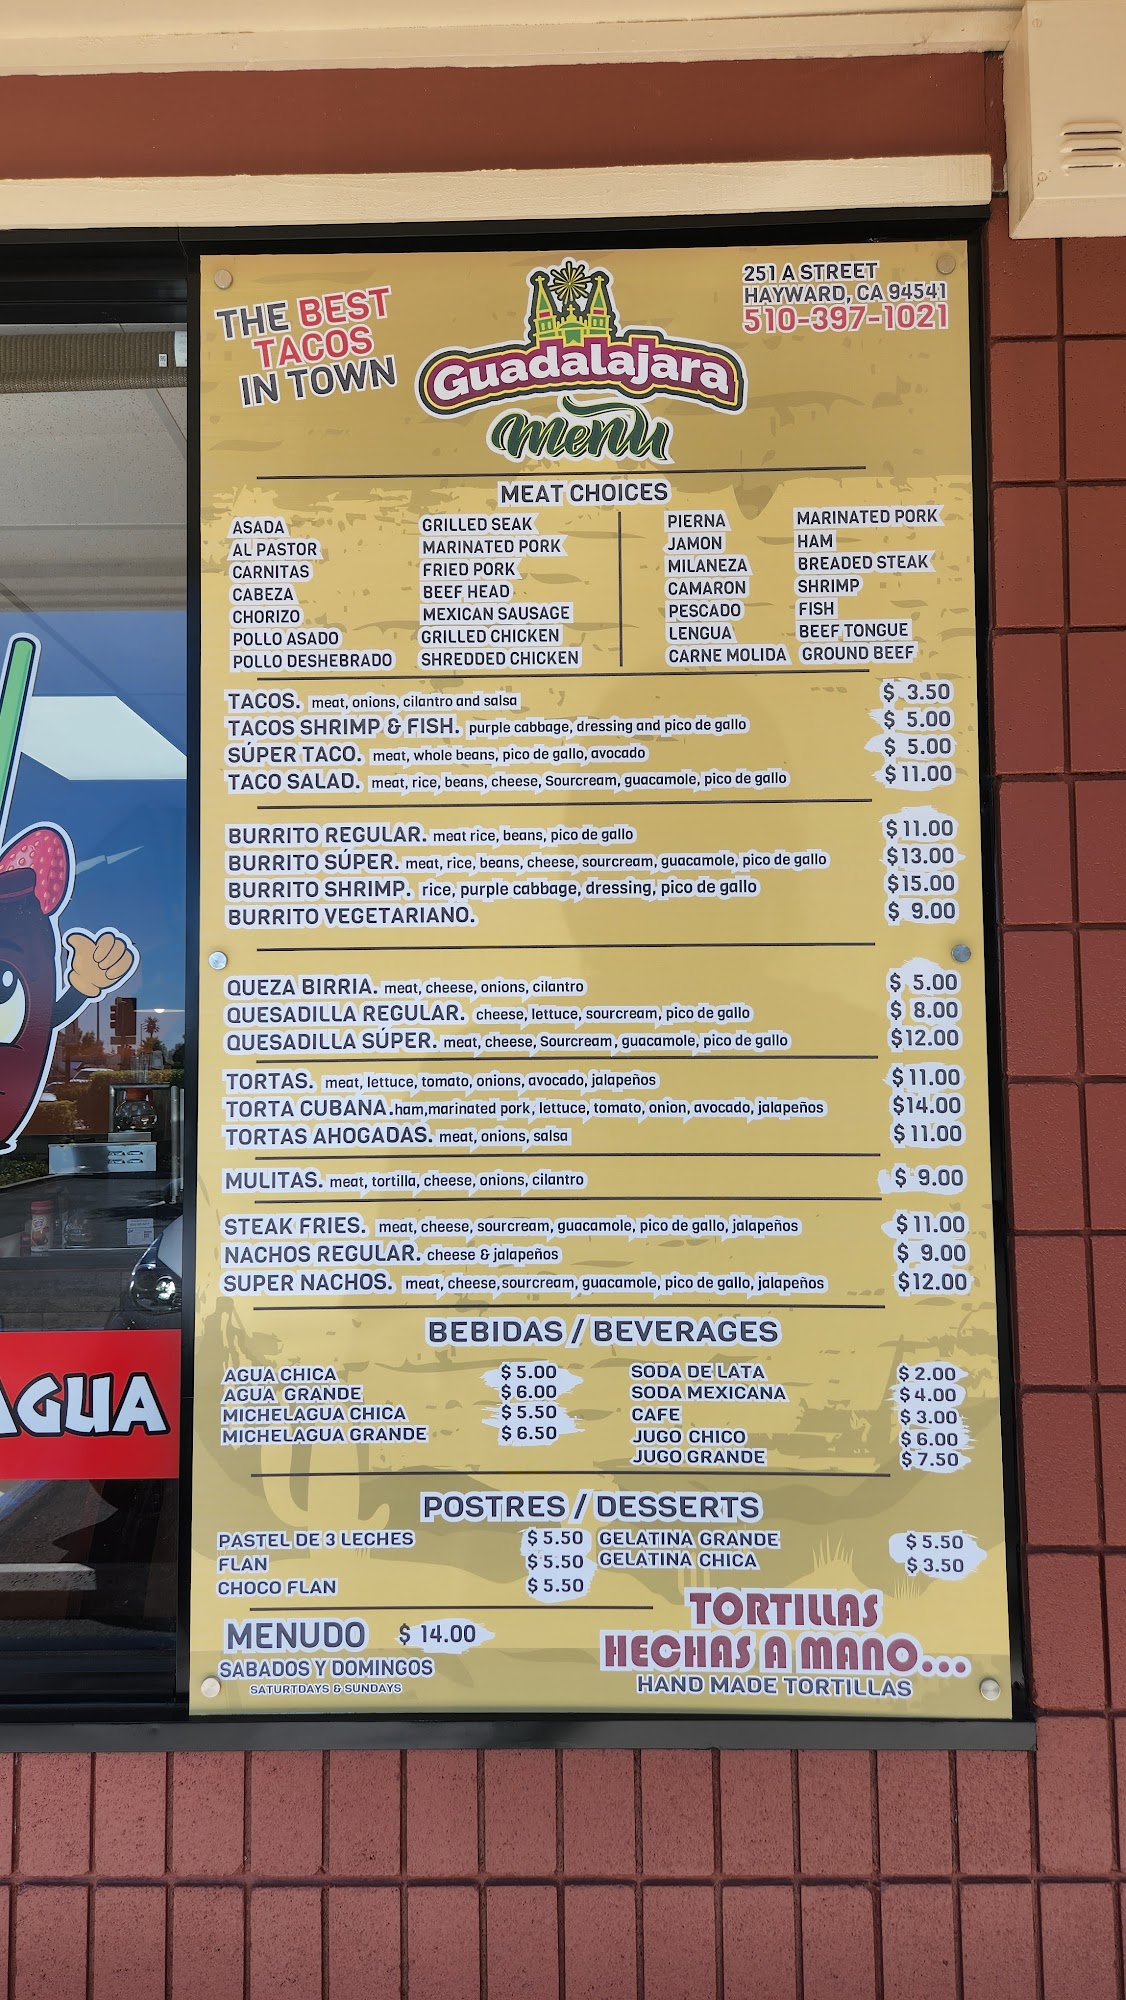 THE BEST
TACOS
IN TOWN
Guadalajara
menu
251 A STREET
HAYWARD, CA 94541
510-397-1021
MEAT CHOICES
ASADA GRILLED SEAK
AL PASTOR MARINATED PORK
CARNITAS FRIED PORK
CABEZA BEEF HEAD
CHORIZO MEXICAN SAUSAGE
POLLO ASADO GRILLED CHICKEN
POLLO DESHEBRADO SHREDDED CHICKEN
PIERNA MARINATED PORK
JAMON HAM
MILANEZA BREADED STEAK
CAMARON SHRIMP
PESCADO FISH
LENGUA BEEF TONGUE
CARNE MOLIDA GROUND BEEF
TACOS. meat, onions, cilantro and salsa $ 3.50
TACOS SHRIMP & FISH. purple cabbage, dressing and pico de gallo $ 5.00
SÚPER TACO. meat, whole beans, pico de gallo, avocado $ 5.00
TACO SALAD. meat, rice, beans, cheese, Sourcream, guacamole, pico de gallo $ 11.00
BURRITO REGULAR. meat rice, beans, pico de gallo $ 11.00
BURRITO SÚPER. meat, rice, beans, cheese, sourcream, guacamole, pico de gallo $13.00
BURRITO SHRIMP. rice, purple cabbage, dressing, pico de gallo $15.00
BURRITO VEGETARIANO. $ 9.00
QUEZA BIRRIA. meat, cheese, onions, cilantro $ 5.00
QUESADILLA REGULAR. cheese, lettuce, sourcream, pico de gallo $ 8.00
QUESADILLA SÚPER. meat, cheese, Sourcream, guacamole, pico de gallo $12.00
TORTAS. meat, lettuce, tomato, onions, avocado, jalapeños $ 11.00
TORTA CUBANA. ham,marinated pork, lettuce, tomato, onion, avocado, jalapeños $14.00
TORTAS AHOGADAS. meat, onions, salsa $ 11.00
MULITAS. meat, tortilla, cheese, onions, cilantro $ 9.00
STEAK FRIES. meat, cheese, sourcream, guacamole, pico de gallo, jalapeños $ 11.00
NACHOS REGULAR. cheese & jalapeños $ 9.00
SUPER NACHOS. meat, cheese,sourcream, guacamole, pico de gallo, jalapeños $12.00
BEBIDAS / BEVERAGES
AGUA CHICA $ 5.00
AGUA GRANDE $ 6.00
MICHELAGUA CHICA $ 5.50
MICHELAGUA GRANDE $ 6.50
SODA DE LATA $ 2.00
SODA MEXICANA $ 4.00
CAFE $ 3.00
JUGO CHICO $ 6.00
JUGO GRANDE $ 7.50
POSTRES / DESSERTS
PASTEL DE 3 LECHES $ 5.50
FLAN $ 5.50
CHOCO FLAN $ 5.50
GELATINA GRANDE $ 5.50
GELATINA CHICA $ 3.50
MENUDO $ 14.00
SABADOS Y DOMINGOS
SATURTDAYS & SUNDAYS
TORTILLAS
HECHAS A MANO...
HAND MADE TORTILLAS
AGUA